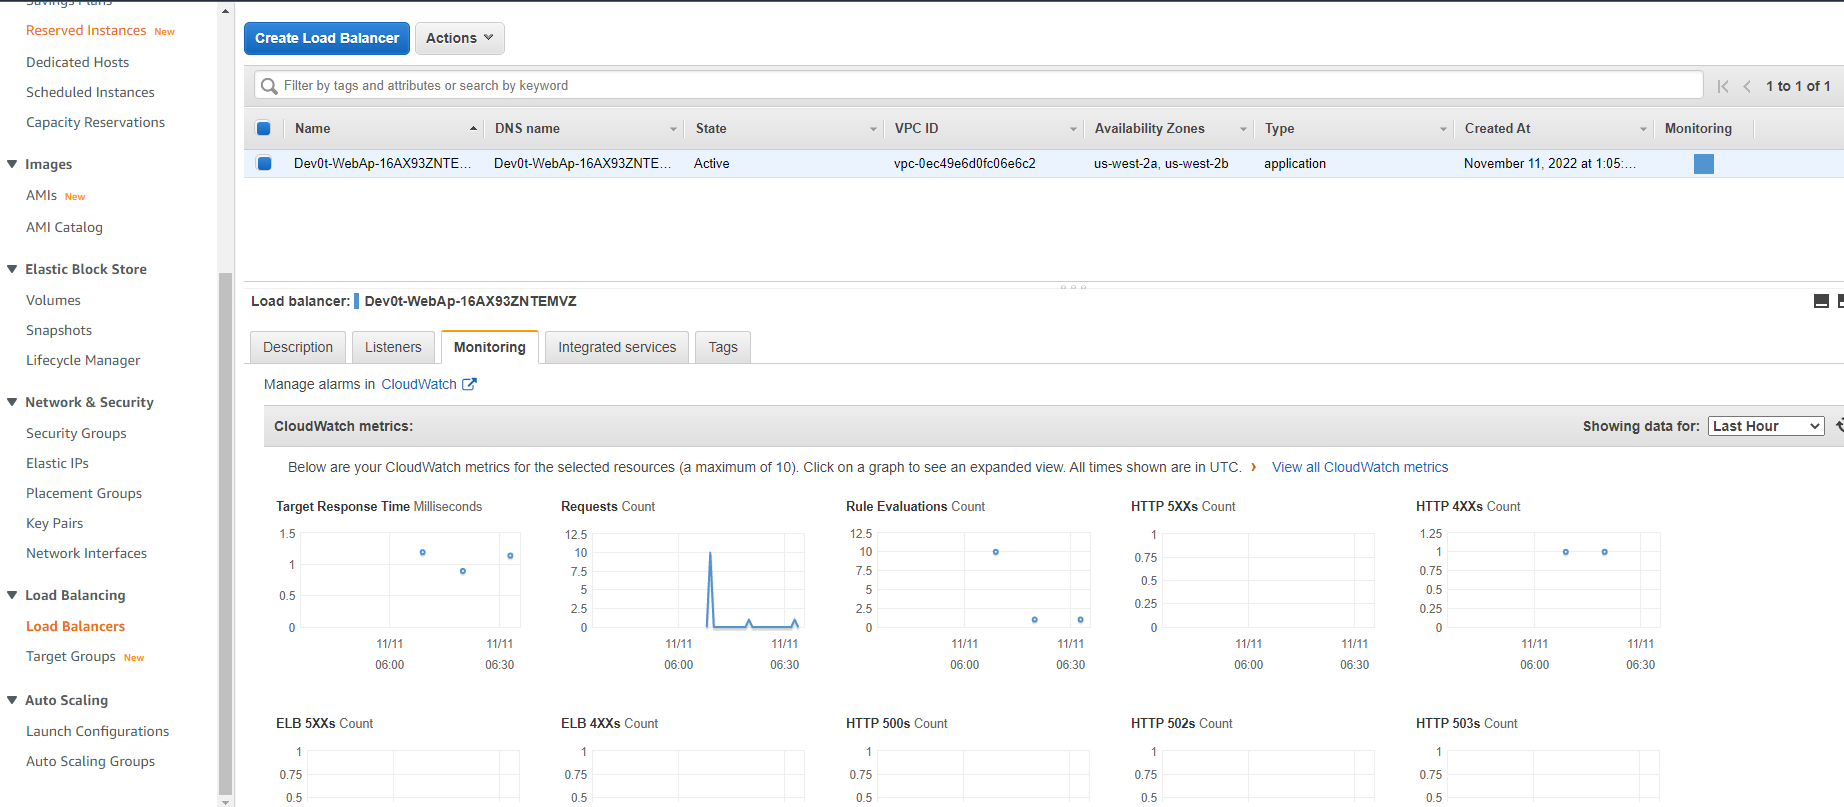 Savings Plans
Reserved Instances New
Dedicated Hosts
Scheduled Instances
Capacity Reservations
Images
AMIs New
AMI Catalog
Elastic Block Store
Volumes
Snapshots
Lifecycle Manager
Network & Security
Security Groups
Elastic IPs
Placement Groups
Key Pairs
Network Interfaces
Load Balancing
Load Balancers
Target Groups New
Auto Scaling
Launch Configurations
Auto Scaling Groups
Create Load Balancer Actions
Filter by tags and attributes or search by keyword 1 to 1 of 1
Name DNS name State VPC ID Availability Zones Type Created At Monitoring
Dev0t-WebAp-16AX93ZNTE... Dev0t-WebAp-16AX93ZNTE... Active vpc-0ec49e6d0fc06e6c2 us-west-2a, us-west-2b application November 11, 2022 at 1:05:...
Load balancer: Dev0t-WebAp-16AX93ZNTEMVZ
Description Listeners Monitoring Integrated services Tags
Manage alarms in CloudWatch
CloudWatch metrics: Showing data for: Last Hour
Below are your CloudWatch metrics for the selected resources (a maximum of 10). Click on a graph to see an expanded view. All times shown are in UTC. › View all CloudWatch metrics
Target Response Time Milliseconds
1.5
1
0.5
0
11/11 11/11
06:00 06:30
Requests Count
12.5
10
7.5
5
2.5
0
11/11 11/11
06:00 06:30
Rule Evaluations Count
12.5
10
7.5
5
2.5
0
11/11 11/11
06:00 06:30
HTTP 5XXs Count
1
0.75
0.5
0.25
0
11/11 11/11
06:00 06:30
HTTP 4XXs Count
1.25
1
0.75
0.5
0.25
0
11/11 11/11
06:00 06:30
ELB 5XXs Count
1
0.75
0.5
ELB 4XXs Count
1
0.75
0.5
HTTP 500s Count
1
0.75
0.5
HTTP 502s Count
1
0.75
0.5
HTTP 503s Count
1
0.75
0.5